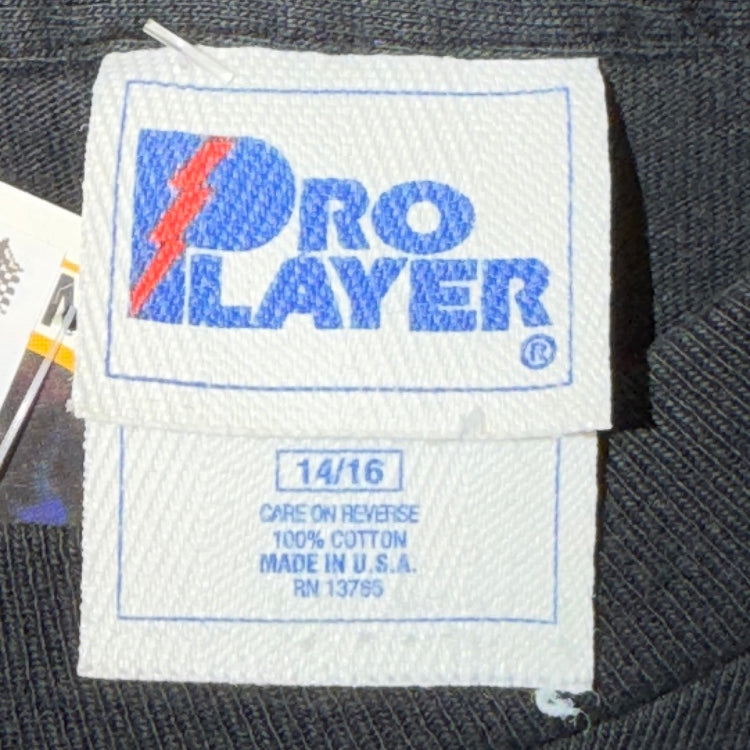 PRO
PLAYER
®
14/16
CARE ON REVERSE
100% COTTON
MADE IN U.S.A.
RN 13765